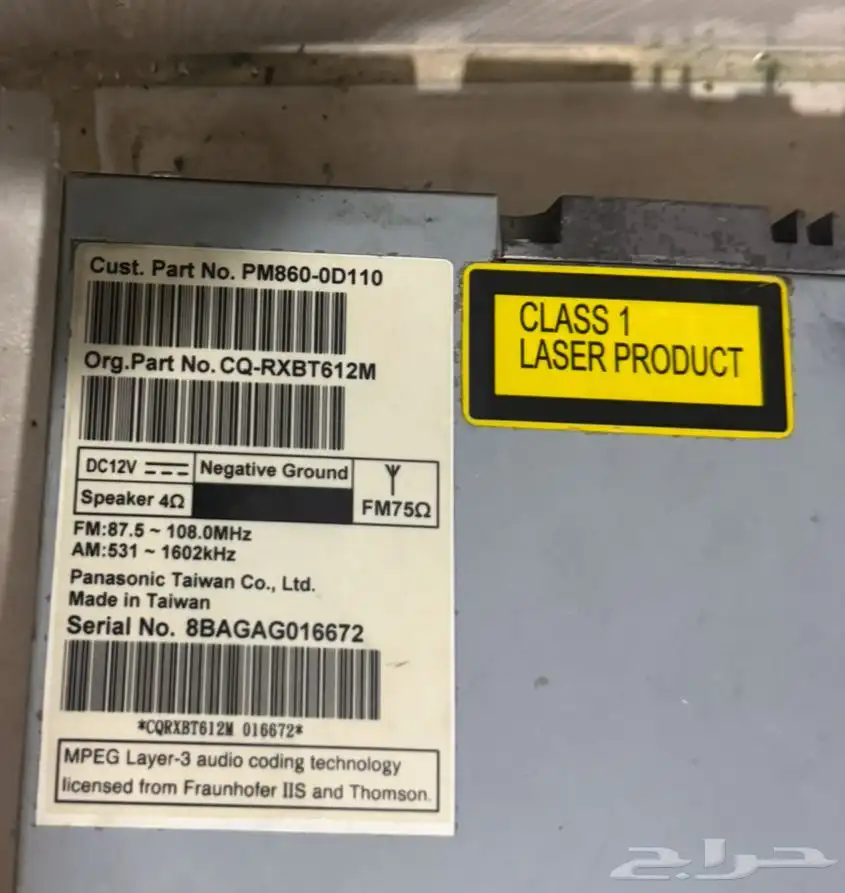 Cust. Part No. PM860-0D110
Org.Part No. CQ-RXBT612M
DC12V Negative Ground
Speaker 4Ω
FM75Ω
FM:87.5 ~ 108.0MHz
AM:531 ~ 1602kHz
Panasonic Taiwan Co., Ltd.
Made in Taiwan
Serial No. 8BAGAG016672
*CQRXBT612M 016672*
MPEG Layer-3 audio coding technology
licensed from Fraunhofer IIS and Thomson.
CLASS 1
LASER PRODUCT
حراج